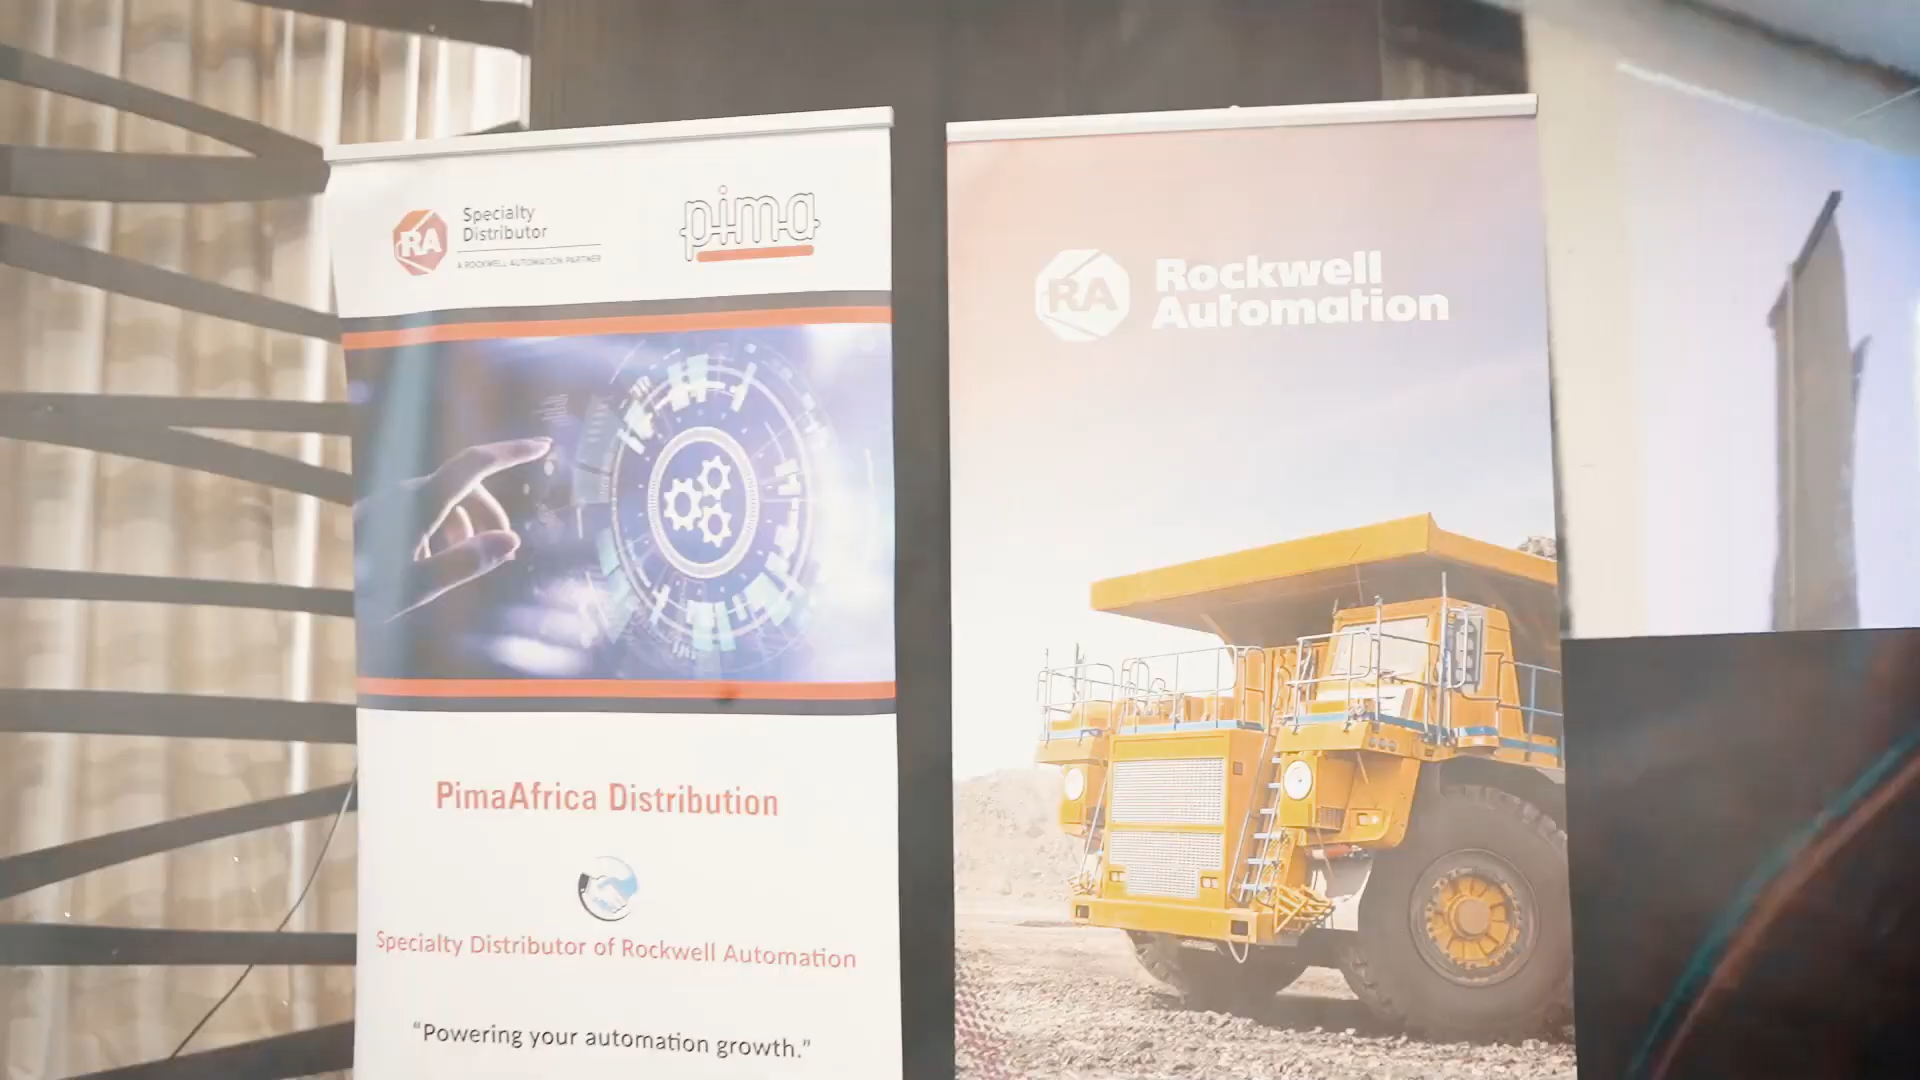 RA
Specialty
Distributor
A ROCKWELL AUTOMATION PARTNER
pima
PimaAfrica Distribution
Specialty Distributor of Rockwell Automation
“Powering your automation growth.”
RA
Rockwell
Automation